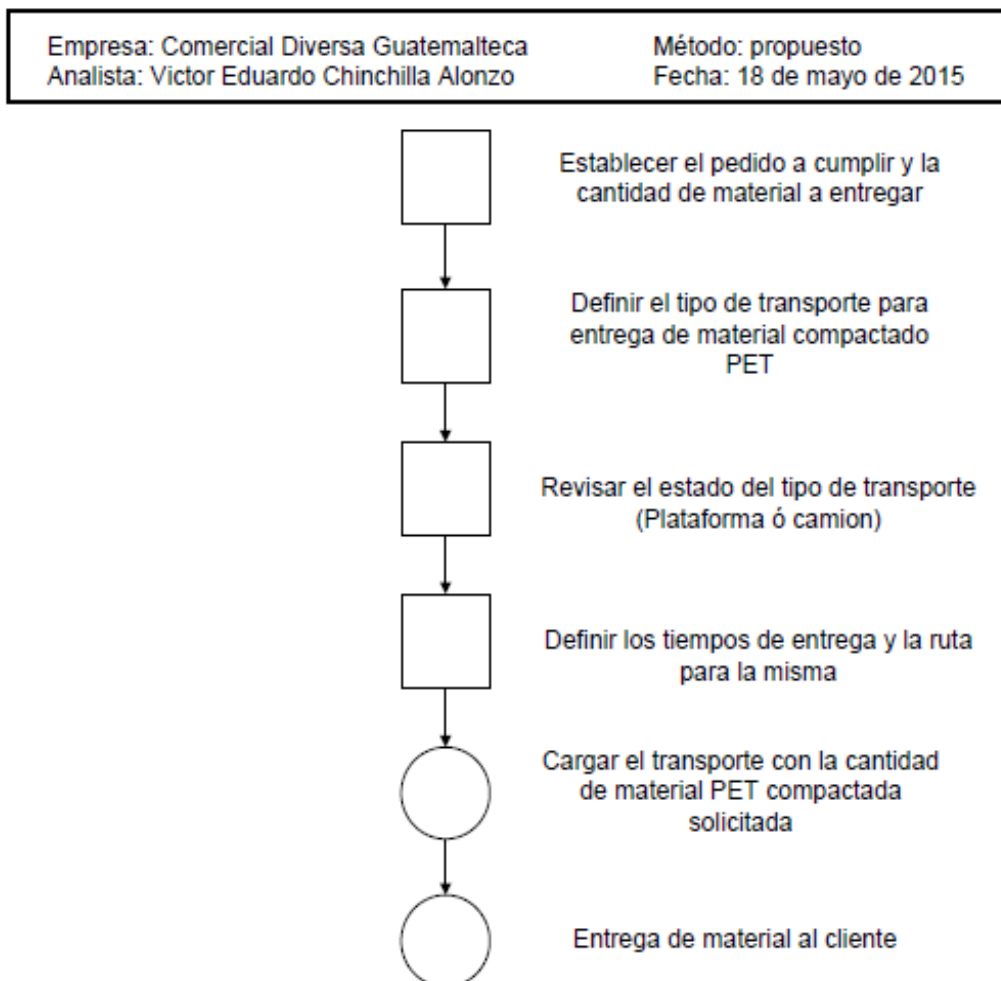 Empresa: Comercial Diversa Guatemalteca
Método: propuesto
Analista: Victor Eduardo Chinchilla Alonzo
Fecha: 18 de mayo de 2015
Establecer el pedido a cumplir y la
cantidad de material a entregar
Definir el tipo de transporte para
entrega de material compactado
PET
Revisar el estado del tipo de transporte
(Plataforma ó camion)
Definir los tiempos de entrega y la ruta
para la misma
Cargar el transporte con la cantidad
de material PET compactada
solicitada
Entrega de material al cliente